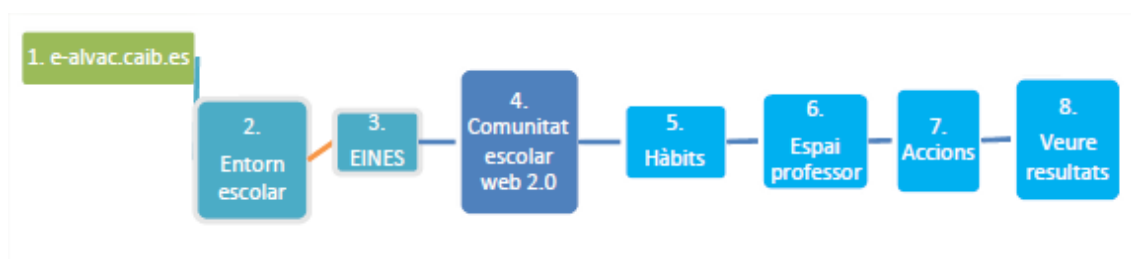 1. e-alvac.caib.es
2.
Entorn
escolar
3.
EINES
4.
Comunitat
escolar
web 2.0
5.
Hàbits
6.
Espai
professor
7.
Accions
8.
Veure
resultats